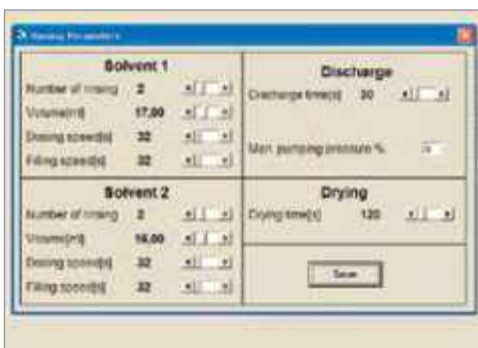 Rinsing Parameters
Solvent 1
Number of rinsing 2
Volume[ml] 17,00
Dosing speed[s] 32
Filling speed[s] 32
Solvent 2
Number of rinsing 2
Volume[ml] 16,00
Dosing speed[s] 32
Filling speed[s] 32
Discharge
Discharge time[s] 30
pumping pressure %
Drying
Drying time[s] 120
Save